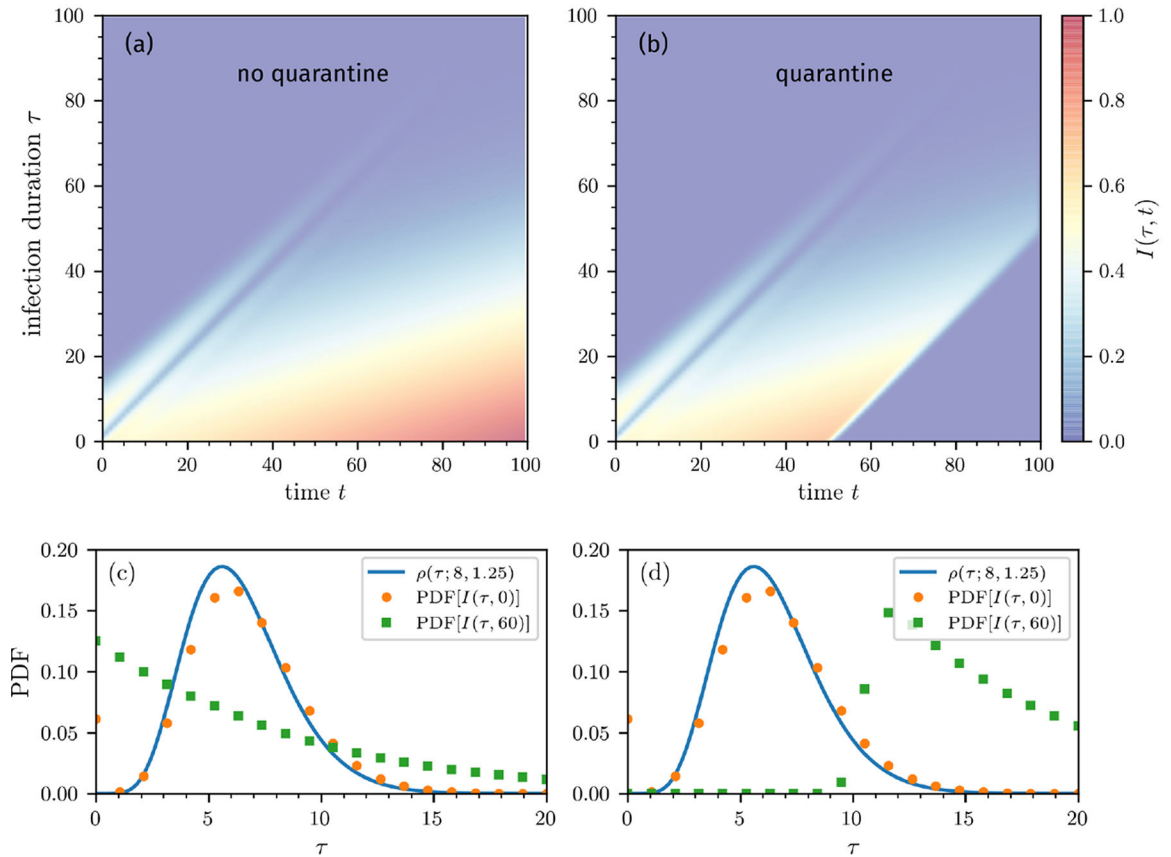 (a)
no quarantine
100
80
60
40
20
0
infection duration τ
0 20 40 60 80 100
time t
(b)
quarantine
100
80
60
40
20
0
0 20 40 60 80 100
time t
1.0
0.8
0.6
0.4
0.2
0.0
I(τ, t)
(c)
ρ(τ; 8, 1.25)
PDF[I(τ, 0)]
PDF[I(τ, 60)]
0.20
0.15
0.10
0.05
0.00
PDF
0 5 10 15 20
τ
(d)
ρ(τ; 8, 1.25)
PDF[I(τ, 0)]
PDF[I(τ, 60)]
0.20
0.15
0.10
0.05
0.00
0 5 10 15 20
τ